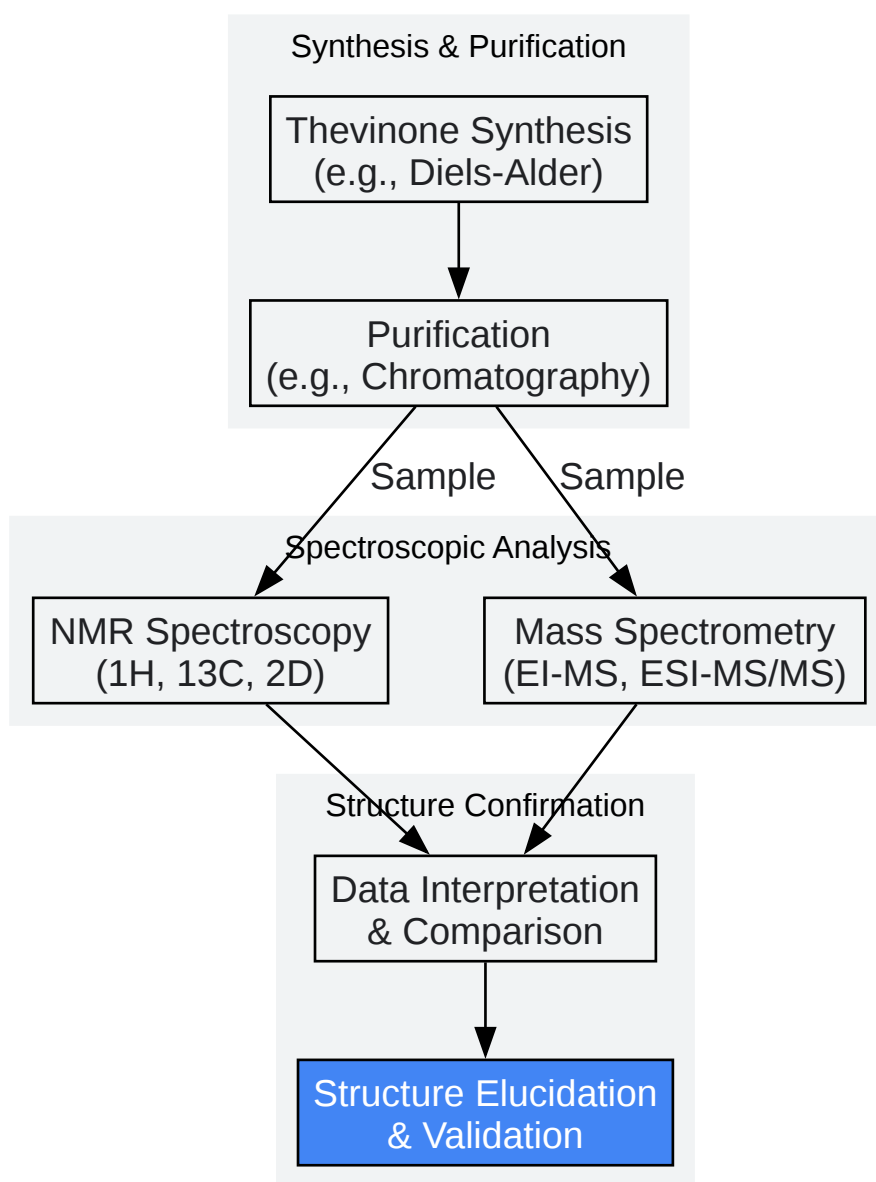 Synthesis & Purification
Thevinone Synthesis
(e.g., Diels-Alder)
Purification
(e.g., Chromatography)
Sample
Sample
Spectroscopic Analysis
NMR Spectroscopy
(1H, 13C, 2D)
Mass Spectrometry
(EI-MS, ESI-MS/MS)
Structure Confirmation
Data Interpretation
& Comparison
Structure Elucidation
& Validation